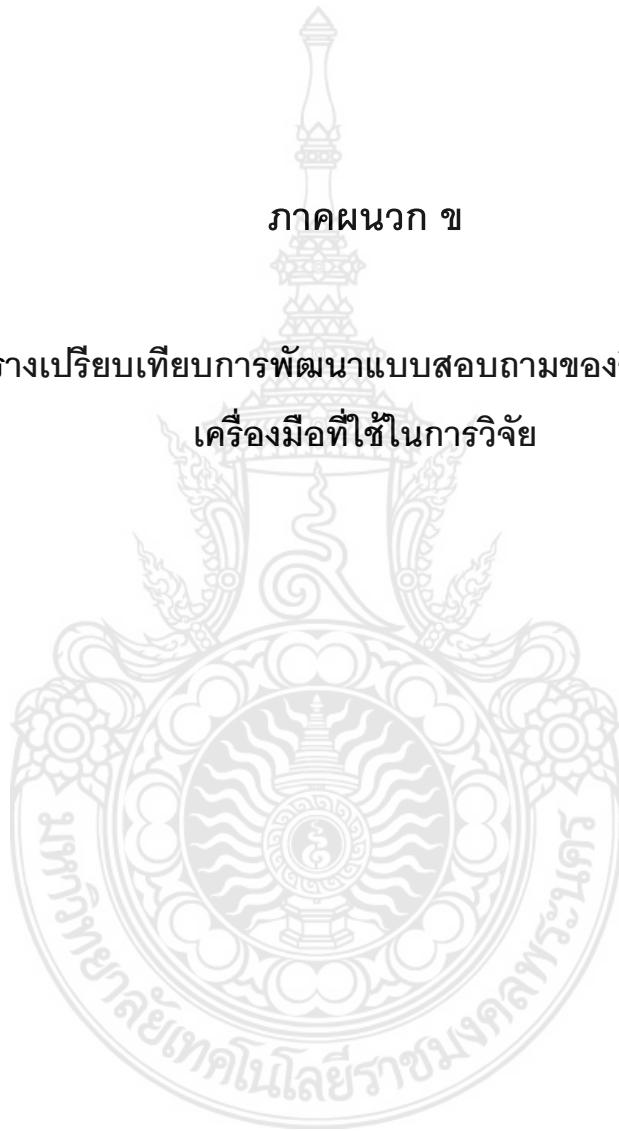 ภาคผนวก ข
รางเปรียบเทียบการพัฒนาแบบสอบถามของ
เครื่องมือที่ใช้ในการวิจัย
มหาวิทยาลัยเทคโนโลยีราชมงคลพระนคร